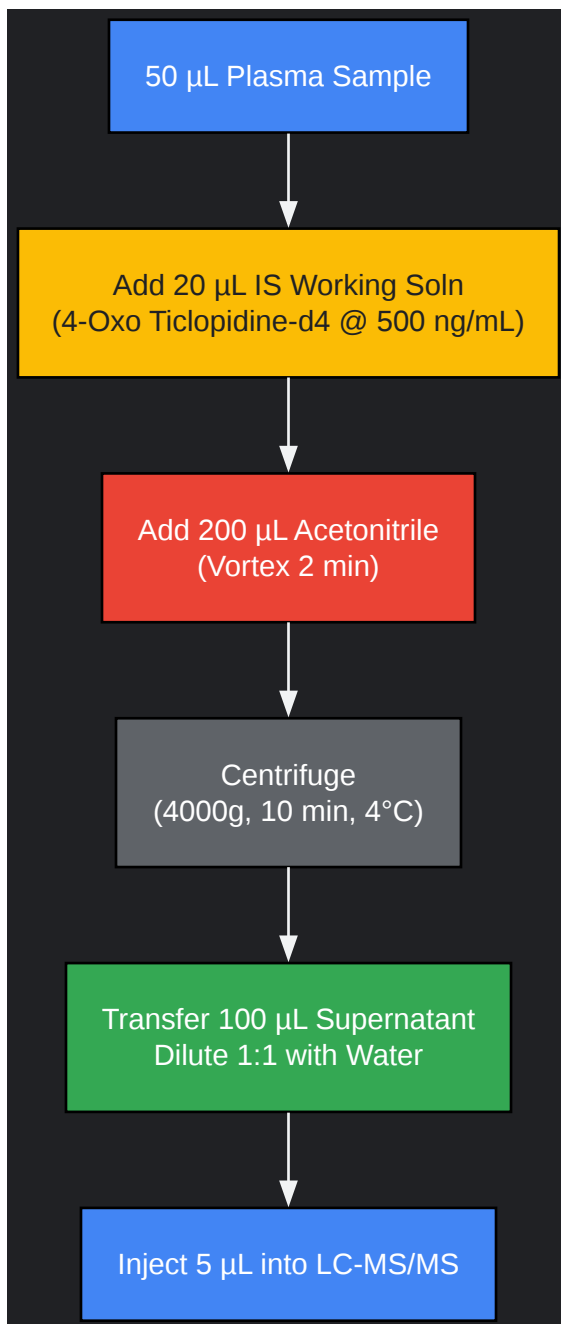 50 µL Plasma Sample
Add 20 µL IS Working Soln
(4-Oxo Ticlopidine-d4 @ 500 ng/mL)
Add 200 µL Acetonitrile
(Vortex 2 min)
Centrifuge
(4000g, 10 min, 4°C)
Transfer 100 µL Supernatant
Dilute 1:1 with Water
Inject 5 µL into LC-MS/MS